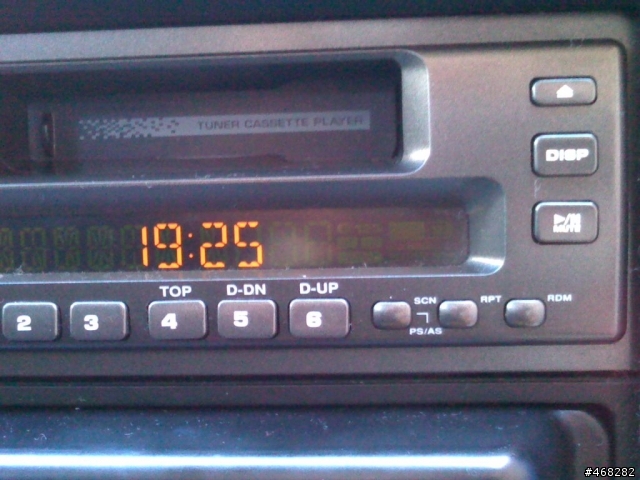 TUNER CASSETTE PLAYER
DISP
MUTE
19:25
TOP D-DN D-UP
2 3 4 5 6
SCN RPT RDM
PS/AS
#468282